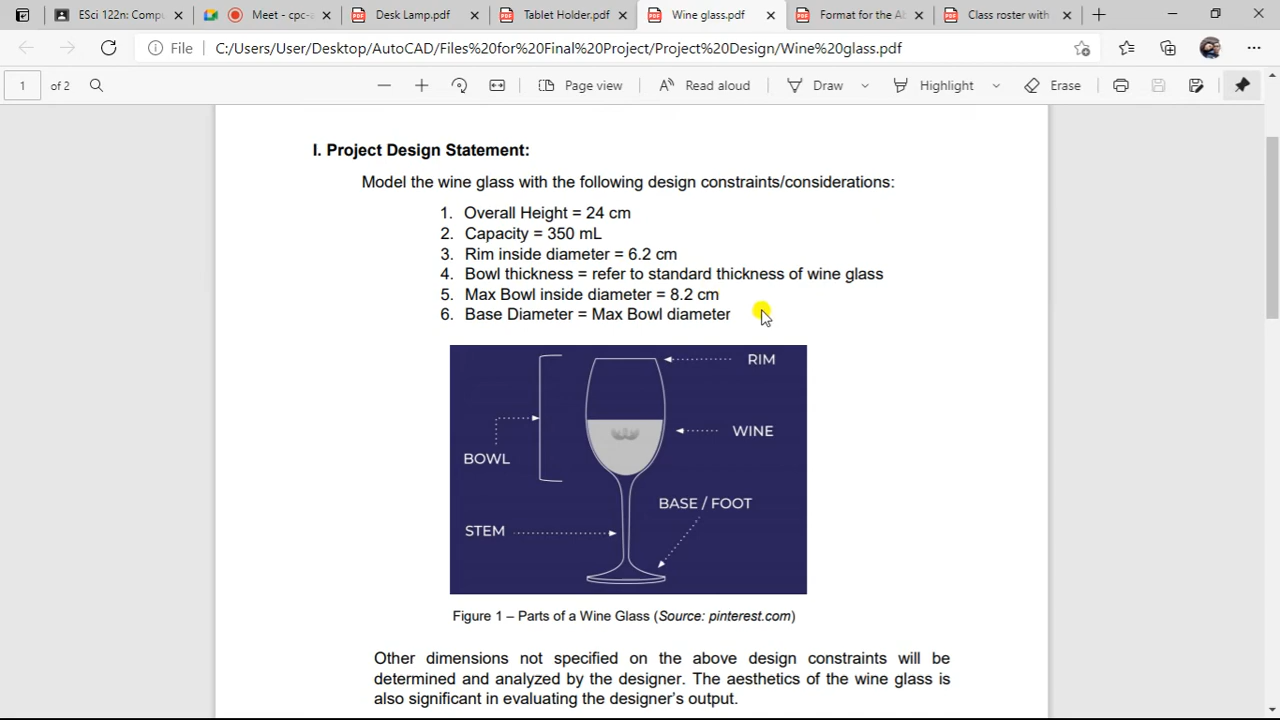 ESci 122n: Compu
Meet - cpc-a
Desk Lamp.pdf
Tablet Holder.pdf
Wine glass.pdf
Format for the Ab
Class roster with
File
C:/Users/User/Desktop/AutoCAD/Files%20for%20Final%20Project/Project%20Design/Wine%20glass.pdf
1 of 2
Page view
Read aloud
Draw
Highlight
Erase
I. Project Design Statement:
Model the wine glass with the following design constraints/considerations:
1. Overall Height = 24 cm
2. Capacity = 350 mL
3. Rim inside diameter = 6.2 cm
4. Bowl thickness = refer to standard thickness of wine glass
5. Max Bowl inside diameter = 8.2 cm
6. Base Diameter = Max Bowl diameter
RIM
WINE
BOWL
BASE / FOOT
STEM
Figure 1 – Parts of a Wine Glass (Source: pinterest.com)
Other dimensions not specified on the above design constraints will be
determined and analyzed by the designer. The aesthetics of the wine glass is
also significant in evaluating the designer's output.